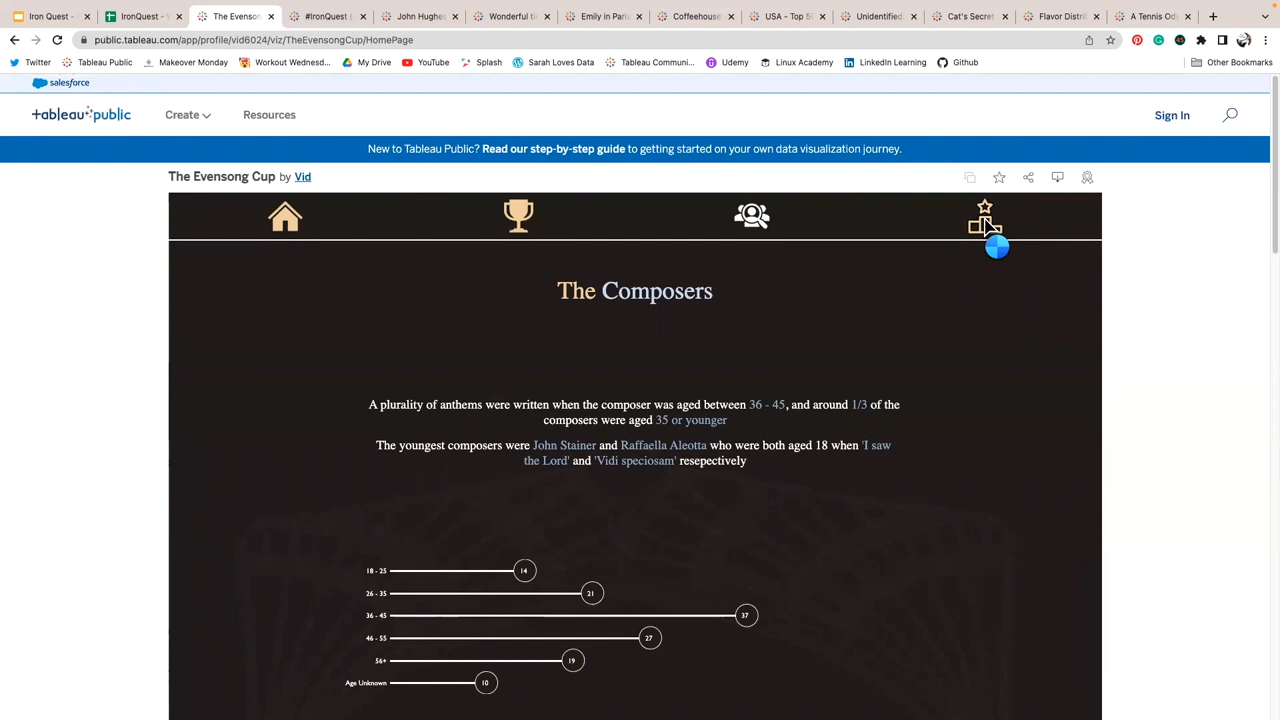 Iron Quest -
IronQuest - W
The Evenson
#IronQuest (
John Hughes
Wonderful ti
Emily in Pari
Coffeehouse
USA - Top 5
Unidentified
Cat's Secret
Flavor Distri
A Tennis Od
public.tableau.com/app/profile/vid6024/viz/TheEvensongCup/HomePage
Twitter
Tableau Public
Makeover Monday
Workout Wednesd...
My Drive
YouTube
Splash
Sarah Loves Data
Tableau Communi...
Udemy
Linux Academy
LinkedIn Learning
Github
Other Bookmarks
salesforce
+tableau public
Create
Resources
Sign In
New to Tableau Public? Read our step-by-step guide to getting started on your own data visualization journey.
The Evensong Cup by Vid
The Composers
A plurality of anthems were written when the composer was aged between 36 - 45, and around 1/3 of the
composers were aged 35 or younger
The youngest composers were John Stainer and Raffaella Aleotta who were both aged 18 when 'I saw
the Lord' and 'Vidi speciosam' resepectively
18 - 25 14
26 - 35 21
36 - 45 37
46 - 55 27
56+ 19
Age Unknown 10